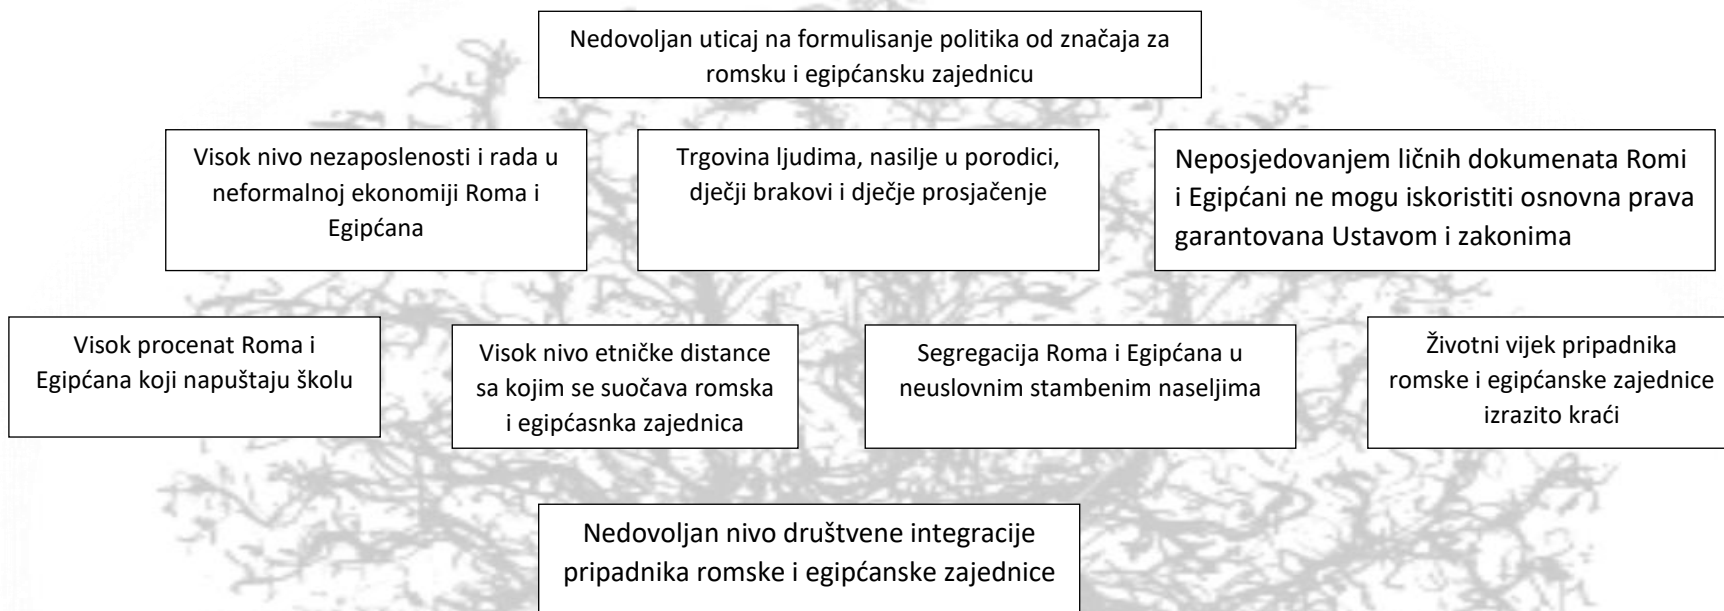 Nedovoljan uticaj na formulisanje politika od značaja za
romsku i egipćansku zajednicu
Visok nivo nezaposlenosti i rada u
neformalnoj ekonomiji Roma i
Egipćana
Trgovina ljudima, nasilje u porodici,
dječji brakovi i dječje prosjačenje
Neposjedovanjem ličnih dokumenata Romi
i Egipćani ne mogu iskoristiti osnovna prava
garantovana Ustavom i zakonima
Visok procenat Roma i
Egipćana koji napuštaju školu
Visok nivo etničke distance
sa kojim se suočava romska
i egipćasnka zajednica
Segregacija Roma i Egipćana u
neuslovnim stambenim naseljima
Životni vijek pripadnika
romske i egipćanske zajednice
izrazito kraći
Nedovoljan nivo društvene integracije
pripadnika romske i egipćanske zajednice